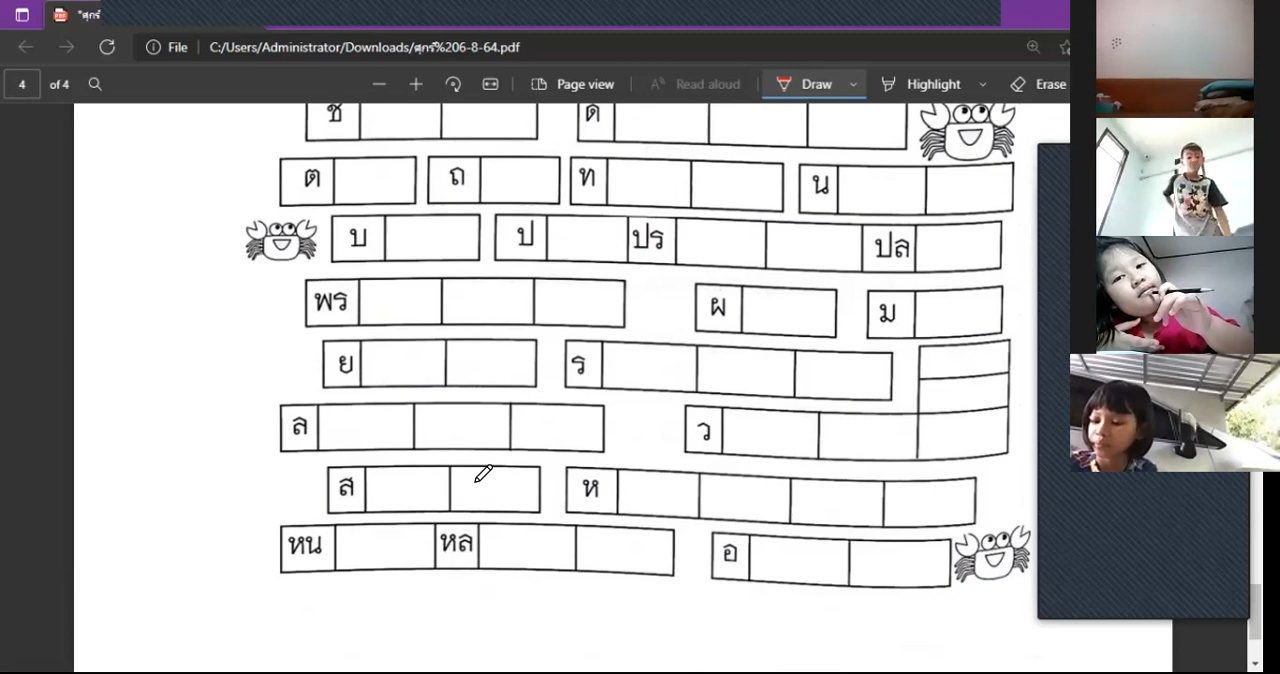 "ศุกร์
File C:/Users/Administrator/Downloads/ศุกร์%206-8-64.pdf
4 of 4 Page view Read aloud Draw Highlight Erase
ช ด
ต ถ ท น
บ ป ปร ปล
พร ผ ม
ย ร
ล ว
ส ห
หน หล อ